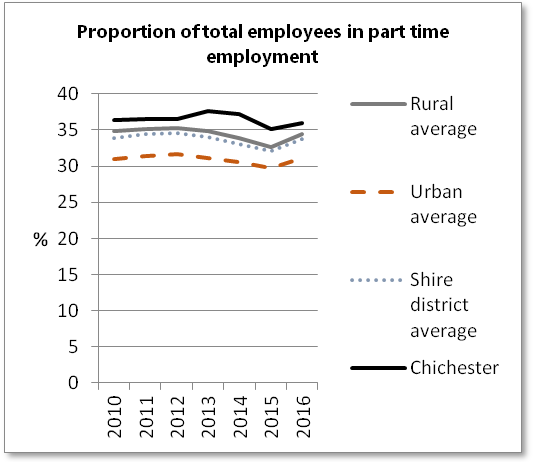 Proportion of total employees in part time
employment
40
35
30
25
20
15
10
5
0
%
2010
2011
2012
2013
2014
2015
2016
Rural
average
Urban
average
Shire
district
average
Chichester